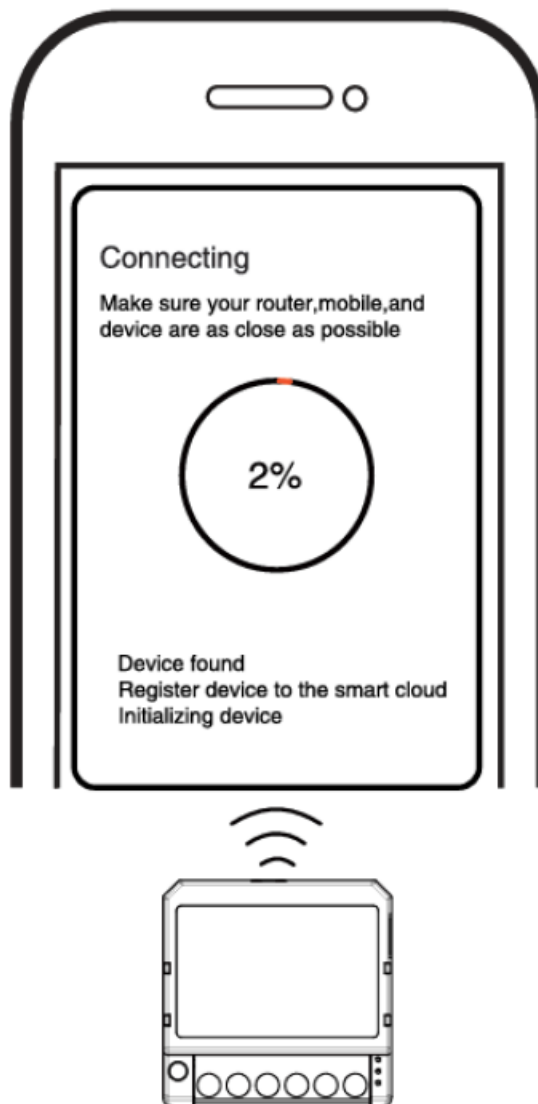 Connecting
Make sure your router,mobile,and
device are as close as possible
2%
Device found
Register device to the smart cloud
Initializing device